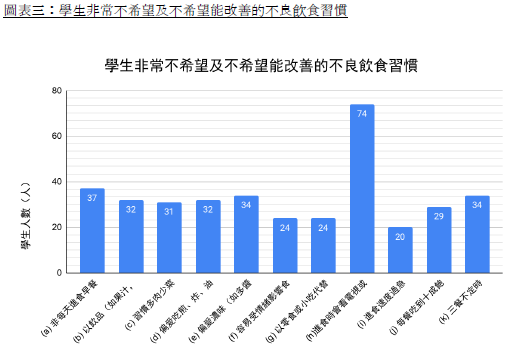 圖表三：學生非常不希望及不希望能改善的不良飲食習慣
學生非常不希望及不希望能改善的不良飲食習慣
學生人數（人）
80
60
40
20
0
37
32
31
32
34
24
24
74
20
29
34
(a) 非每天進食早餐
(b) 以飲品（如果汁，
(c) 習慣多肉少菜
(d) 偏愛吃煎、炸、油
(e) 偏愛濃味（如多醬
(f) 容易受情緒影響食
(g) 以零食或小吃代替
(h)進食時會看電視或
(i) 進食速度過急
(j) 每餐吃到十成飽
(k) 三餐不定時